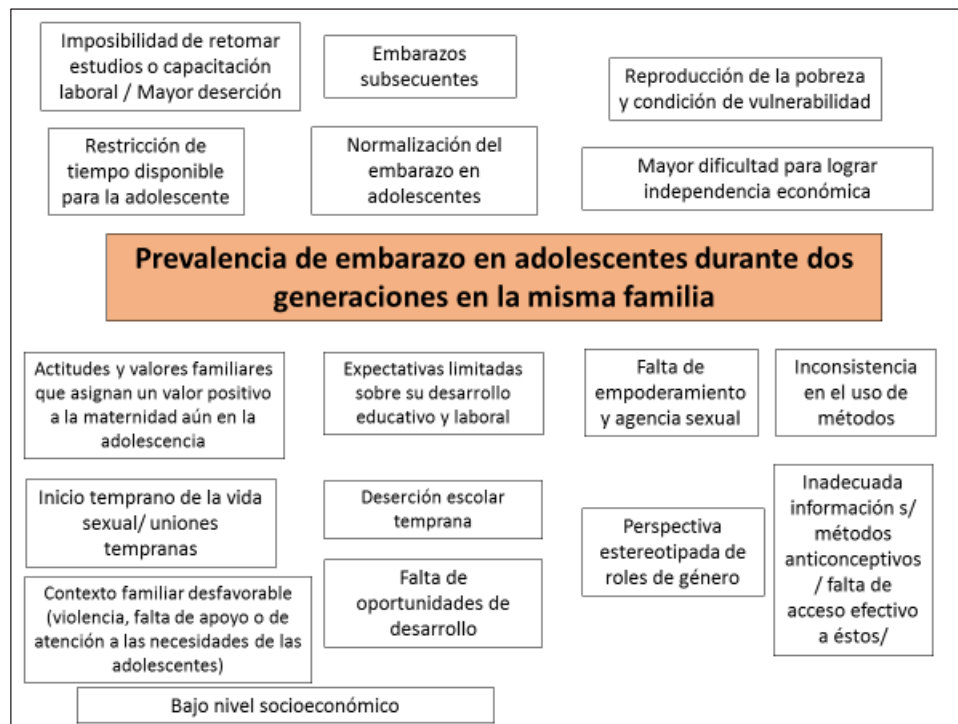 Imposibilidad de retomar
estudios o capacitación
laboral / Mayor deserción
Embarazos
subsecuentes
Reproducción de la pobreza
y condición de vulnerabilidad
Restricción de
tiempo disponible
para la adolescente
Normalización del
embarazo en
adolescentes
Mayor dificultad para lograr
independencia económica
Prevalencia de embarazo en adolescentes durante dos
generaciones en la misma familia
Actitudes y valores familiares
que asignan un valor positivo
a la maternidad aún en la
adolescencia
Expectativas limitadas
sobre su desarrollo
educativo y laboral
Falta de
empoderamiento
y agencia sexual
Inconsistencia
en el uso de
métodos
Inicio temprano de la vida
sexual/ uniones
tempranas
Deserción escolar
temprana
Perspectiva
estereotipada de
roles de género
Inadecuada
información s/
métodos
anticonceptivos
/ falta de
acceso efectivo
a éstos/
Contexto familiar desfavorable
(violencia, falta de apoyo o de
atención a las necesidades de las
adolescentes)
Falta de
oportunidades de
desarrollo
Bajo nivel socioeconómico